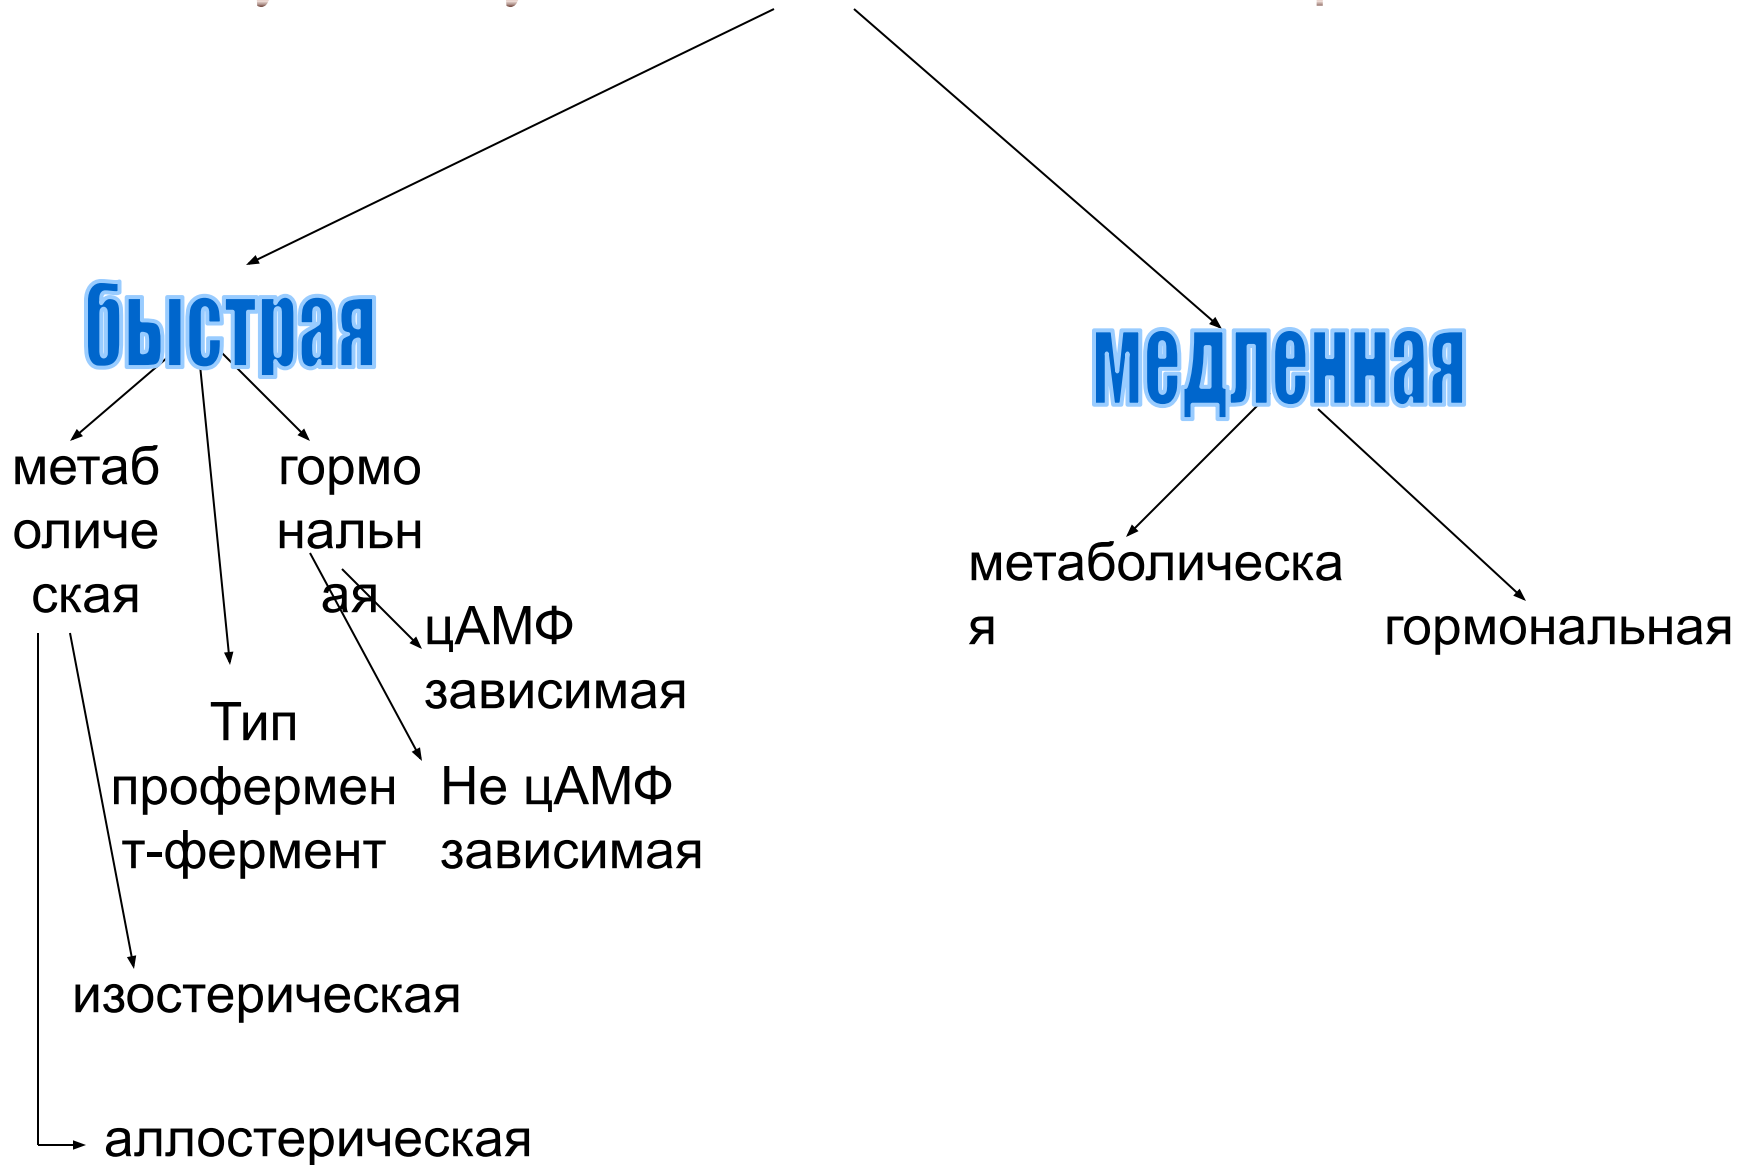 быстрая
медленная
метаб
оличе
ская
гормо
нальн
ая
цАМФ
зависимая
Тип
профермен
т-фермент
Не цАМФ
зависимая
изостерическая
аллостерическая
метаболическа
я
гормональная